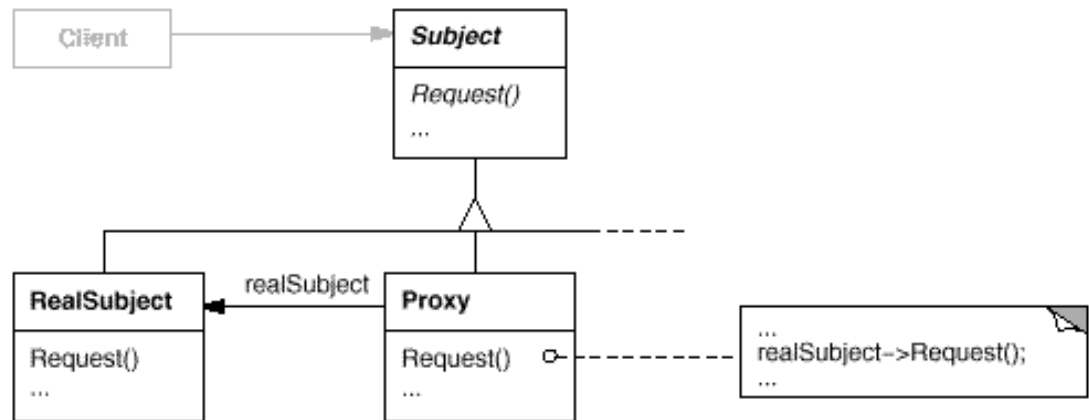 Client
Subject
Request()
...
RealSubject
Request()
...
realSubject
Proxy
Request()
...
...
realSubject->Request();
...